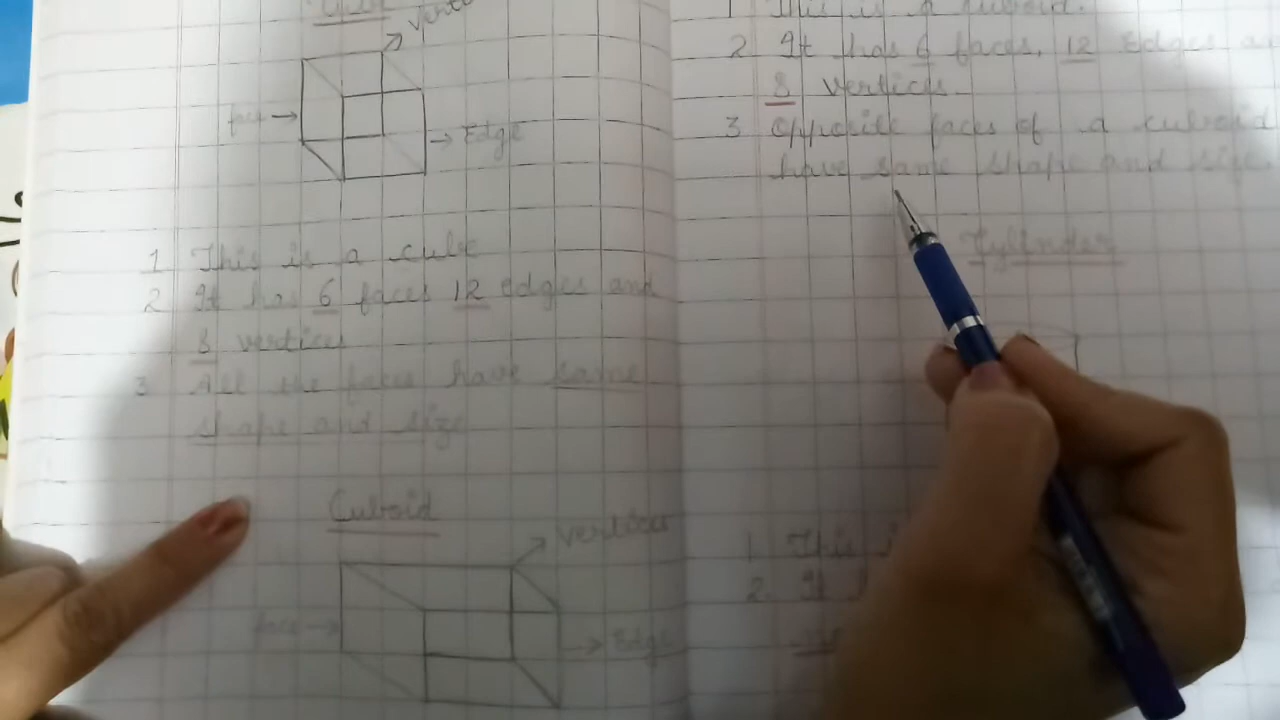 Cube
face → → Edge
1 This is a cube
2 It has 6 faces 12 edges and
8 vertices
3. All the faces have same
shape and size
Cuboid
vertices
face → → Edge
1 This is a cuboid.
2 It has 6 faces, 12 Edges
8 vertices.
3 Opposite faces of a cuboid
have same shape and size.
Cylinder
1. This
2. It